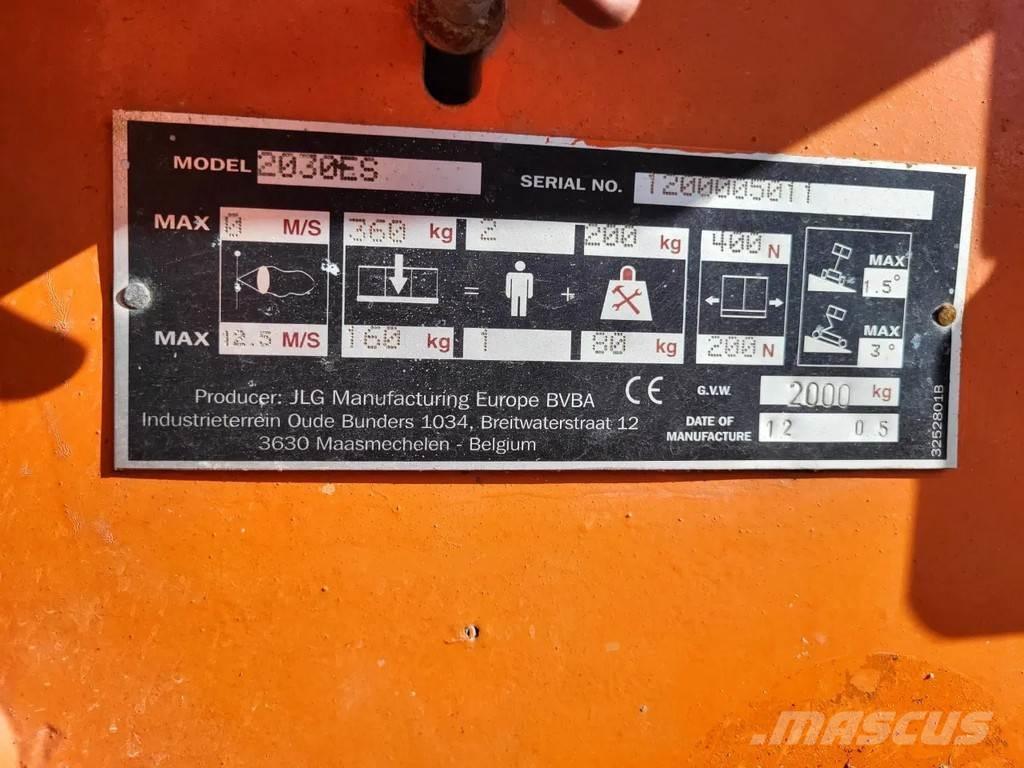 MODEL 2030ES
SERIAL NO. 1200005011
MAX 0 M/S 360 kg 2 200 kg 400 N
MAX 1.5°
= +
MAX 12.5 M/S 160 kg 1 80 kg 200 N
MAX 3°
Producer: JLG Manufacturing Europe BVBA
Industrieterrein Oude Bunders 1034, Breitwaterstraat 12
3630 Maasmechelen - Belgium
CE
G.V.W. 2000 kg
DATE OF MANUFACTURE 12 05
3252801B
MASCUS